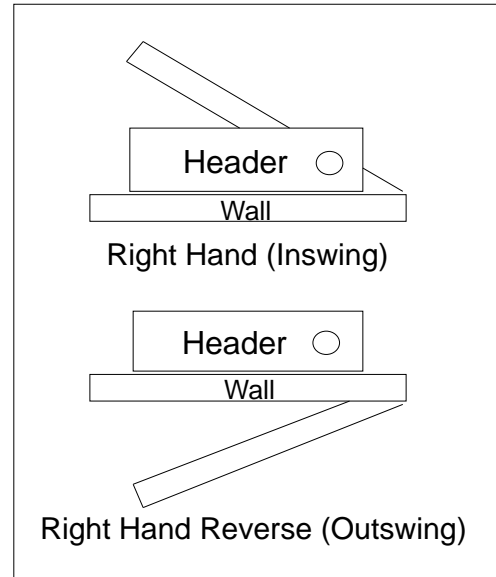 Header
Wall
Right Hand (Inswing)
Header
Wall
Right Hand Reverse (Outswing)